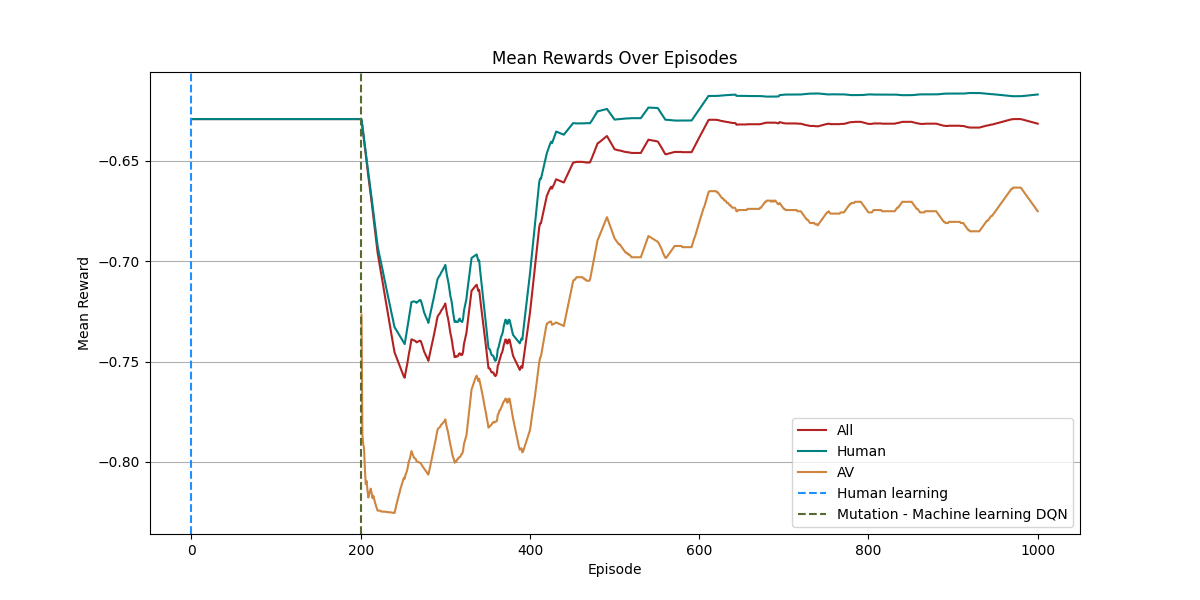 Mean Rewards Over Episodes
Mean Reward
−0.65
−0.70
−0.75
−0.80
0
200
400
600
800
1000
Episode
All
Human
AV
Human learning
Mutation - Machine learning DQN